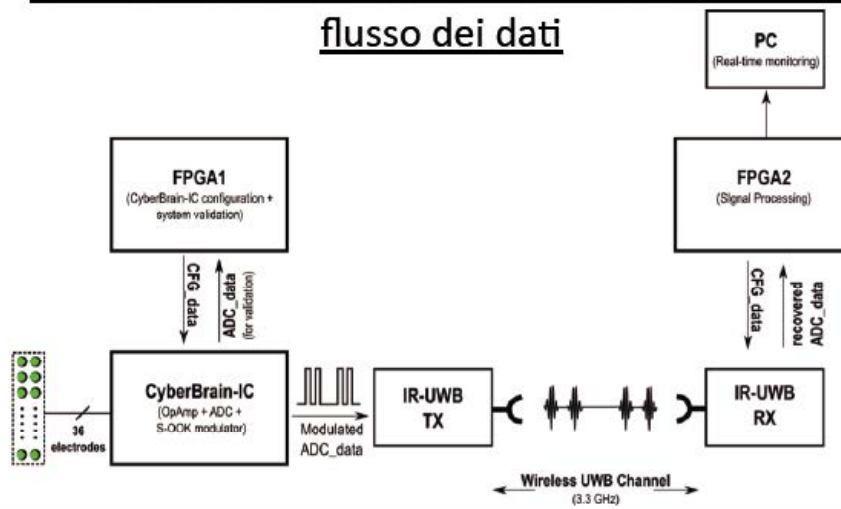 flusso dei dati
PC
(Real-time monitoring)
FPGA1
(CyberBrain-IC configuration +
system validation)
FPGA2
(Signal Processing)
CFG_data
ADC_data
(for validation)
CFG_data
recovered
ADC_data
36
electrodes
CyberBrain-IC
(OpAmp + ADC +
S-OOK modulator)
Modulated
ADC_data
IR-UWB
TX
IR-UWB
RX
Wireless UWB Channel
(3.3 GHz)